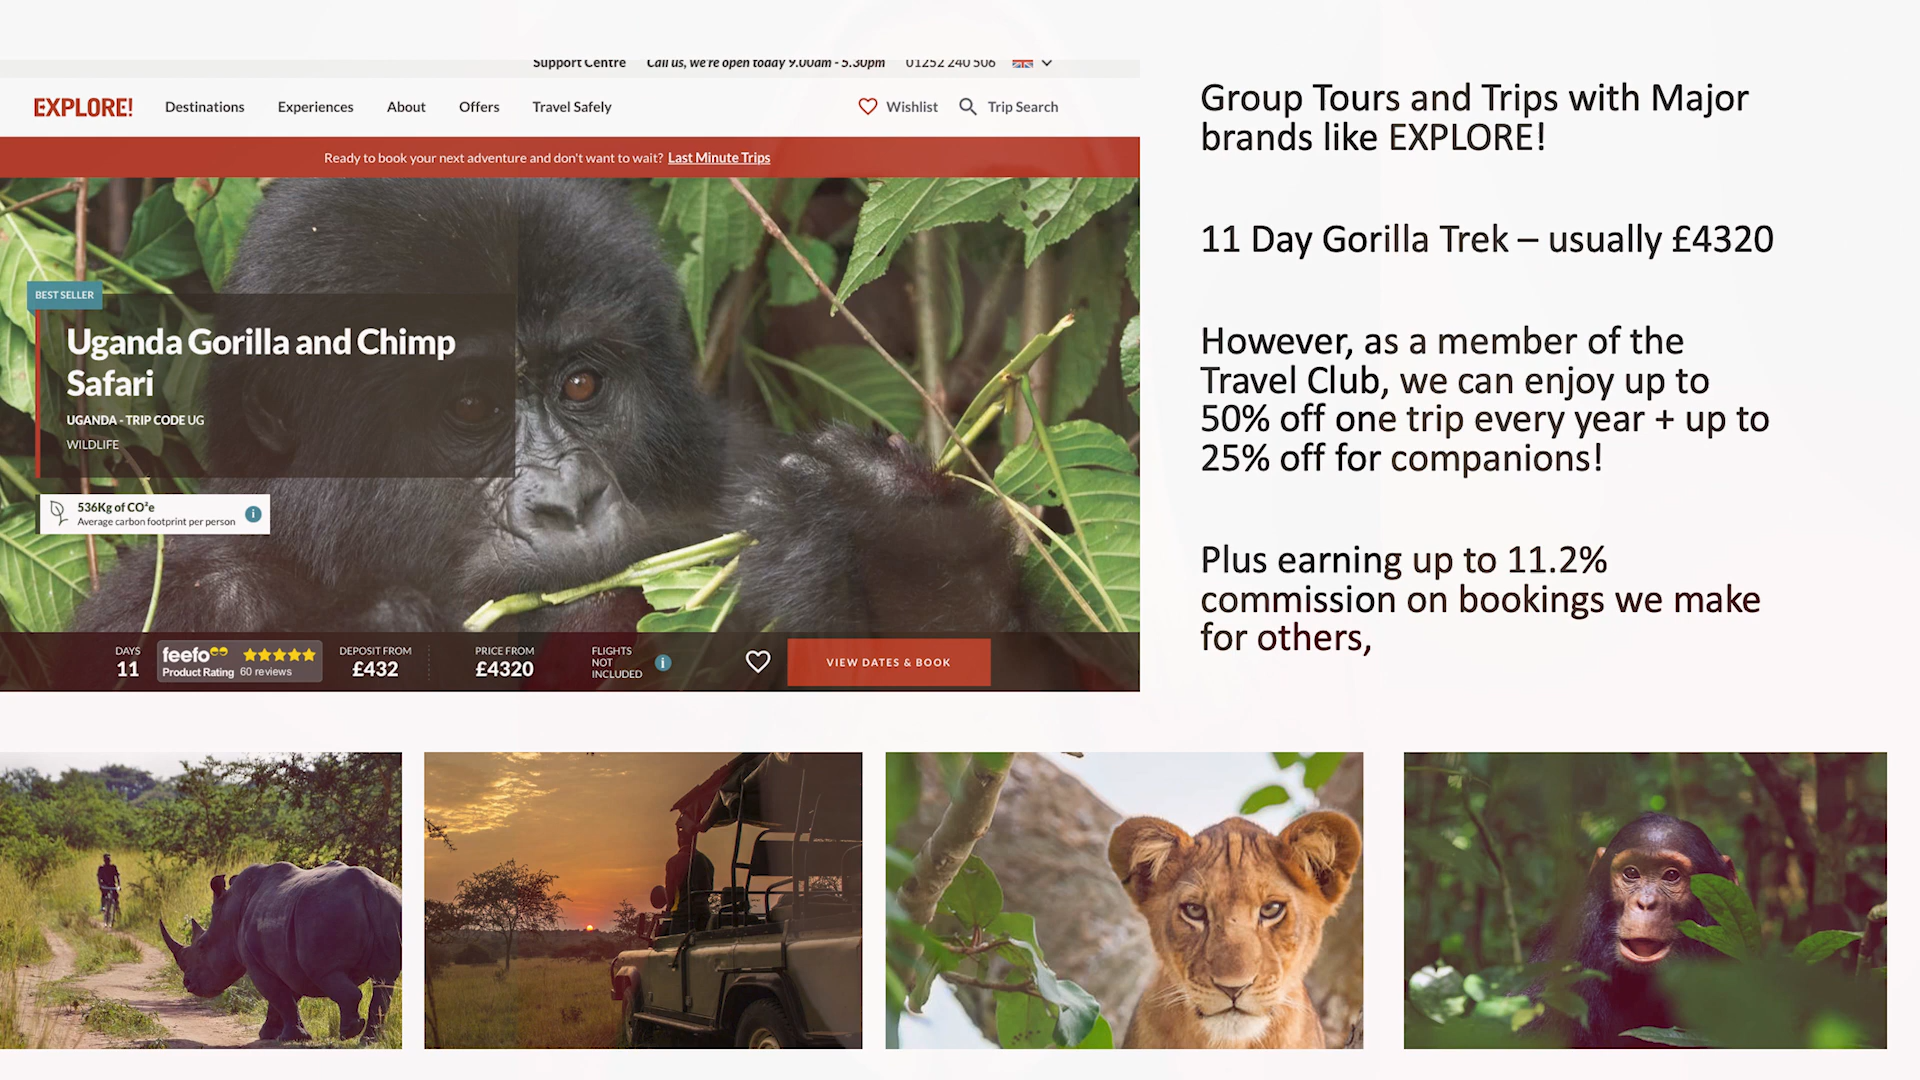 Support Centre Call us, we're open today 9.00am - 5.30pm 01252 240 506
EXPLORE! Destinations Experiences About Offers Travel Safely Wishlist Trip Search
Ready to book your next adventure and don't want to wait? Last Minute Trips
BEST SELLER
Uganda Gorilla and Chimp
Safari
UGANDA - TRIP CODE UG
WILDLIFE
536Kg of CO²e
Average carbon footprint per person
i
DAYS
11
feefo
Product Rating 60 reviews
DEPOSIT FROM
£432
PRICE FROM
£4320
FLIGHTS
NOT
INCLUDED
i
VIEW DATES & BOOK
Group Tours and Trips with Major
brands like EXPLORE!
11 Day Gorilla Trek – usually £4320
However, as a member of the
Travel Club, we can enjoy up to
50% off one trip every year + up to
25% off for companions!
Plus earning up to 11.2%
commission on bookings we make
for others,